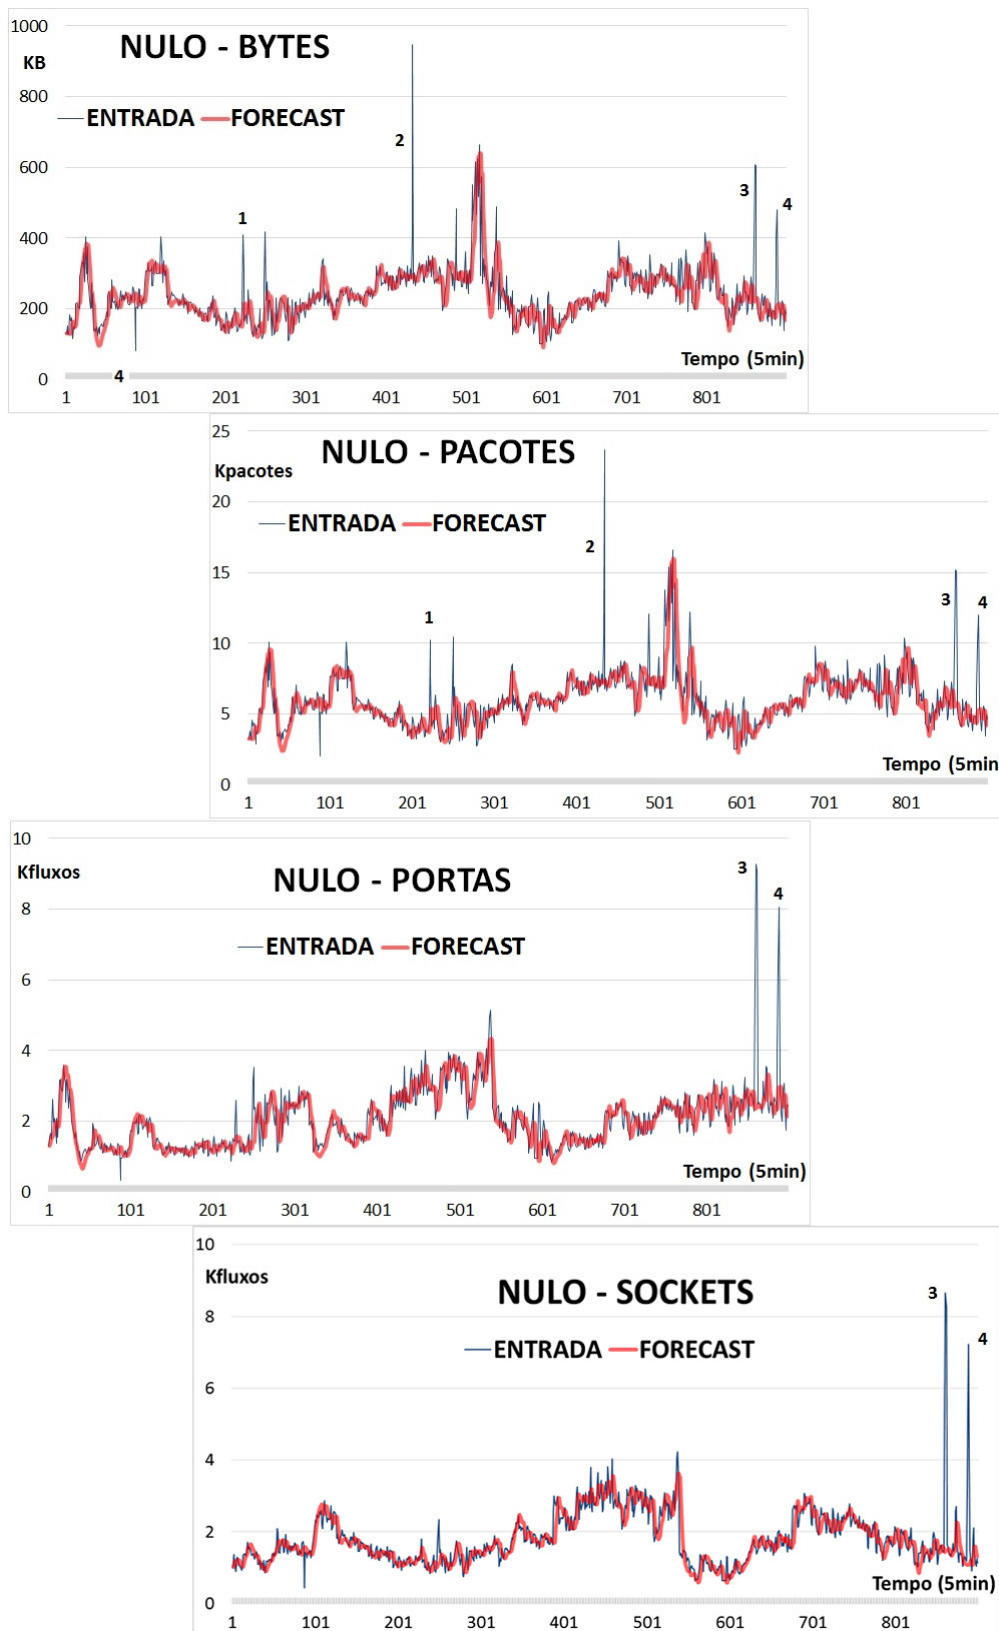 1000
NULO - BYTES
KB
800
ENTRADA FORECAST
2
600
3
4
1
400
200
Tempo (5min)
0
4
1 101 201 301 401 501 601 701 801
25
NULO - PACOTES
Kpacotes
20
ENTRADA FORECAST
2
15
3
4
1
10
5
Tempo (5min
0
1 101 201 301 401 501 601 701 801
10
Kfluxos
3
NULO - PORTAS
4
8
ENTRADA FORECAST
6
4
2
Tempo (5min)
0
1 101 201 301 401 501 601 701 801
10
Kfluxos
NULO - SOCKETS
3
8
4
ENTRADA FORECAST
6
4
2
Tempo (5min)
0
1 101 201 301 401 501 601 701 801